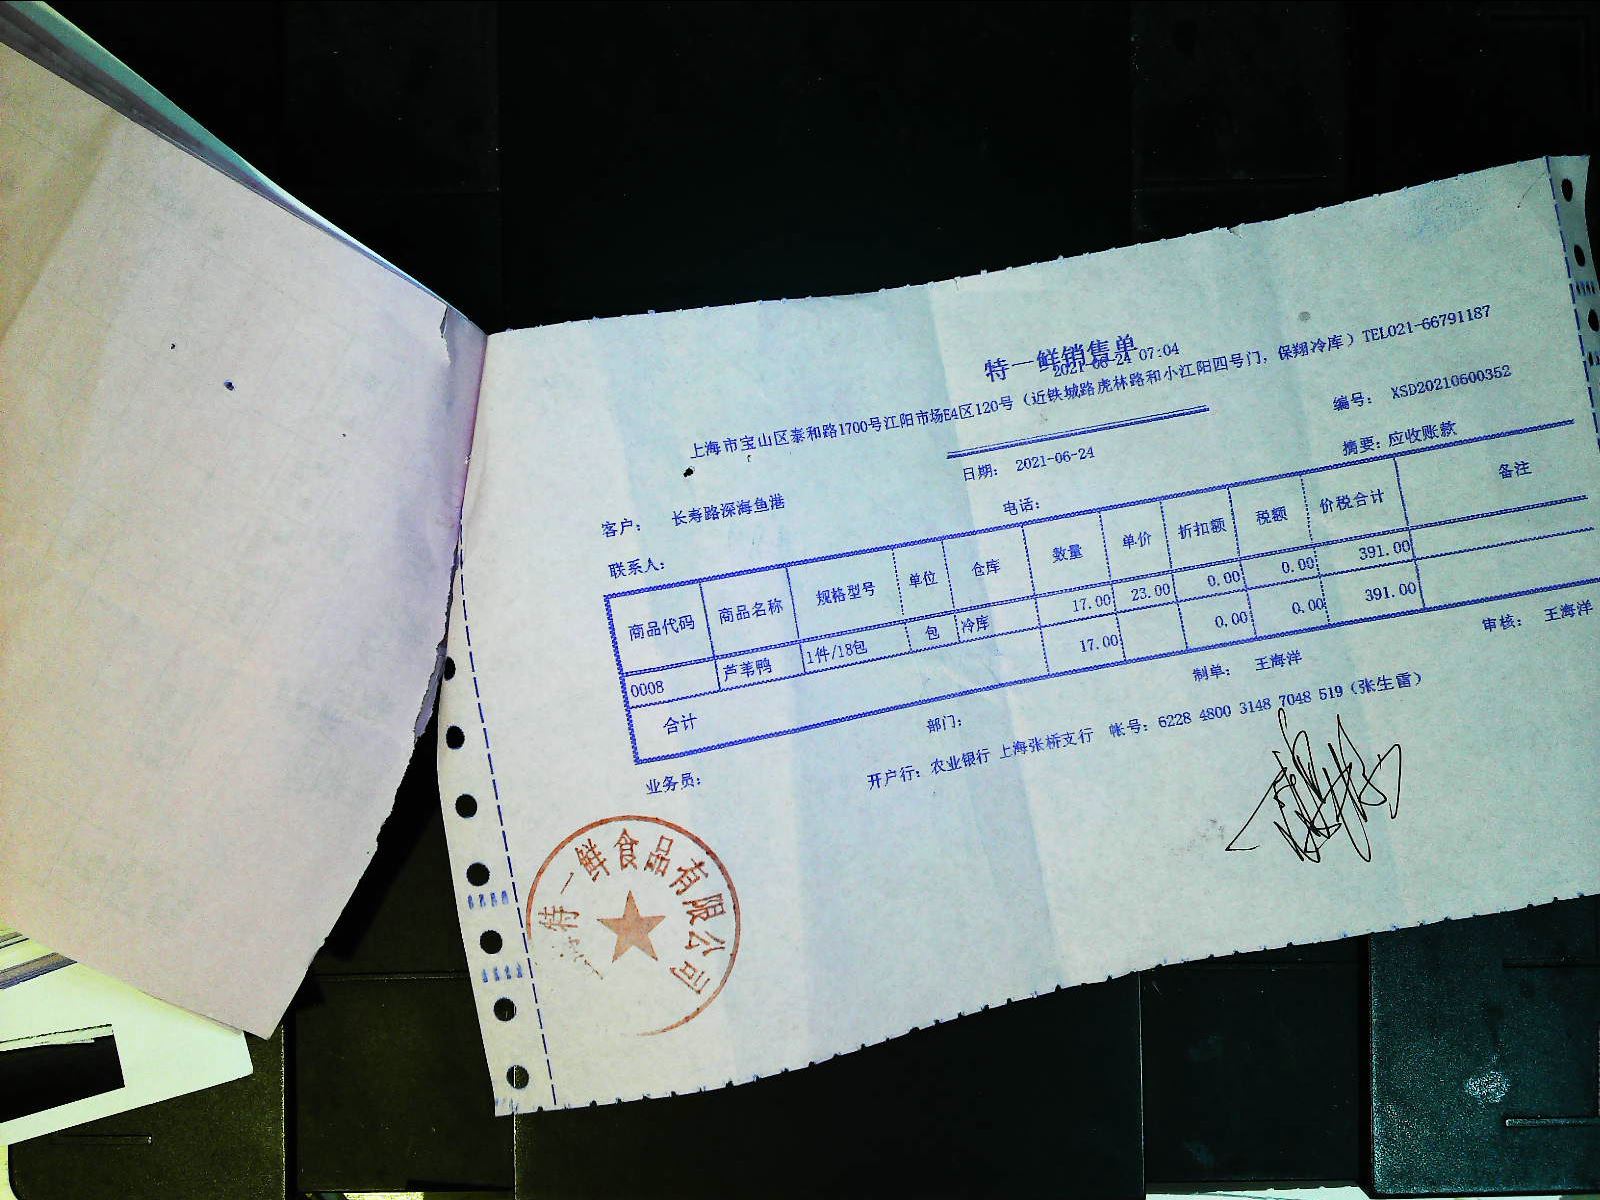 特一鲜销售单
2021-06-24 07:04
上海市宝山区泰和路1700号江阳市场E4区120号（近铁城路虎林路和小江阳四号门，保翔冷库）TEL021-66791187
日期： 2021-06-24 编号： XSD20210600352
客户： 长寿路深海鱼港 电话： 摘要：应收账款
联系人：
商品代码 商品名称 规格型号 单位 仓库 数量 单价 折扣额 税额 价税合计 备注
0008 芦苇鸭 1件/18包 包 冷库 17.00 23.00 0.00 0.00 391.00
合计 17.00 0.00 0.00 391.00
业务员： 部门： 制单： 王海洋 审核： 王海洋
开户行：农业银行 上海张桥支行 帐号：6228 4800 3148 7048 519（张生雷）
特一鲜食品有限公司